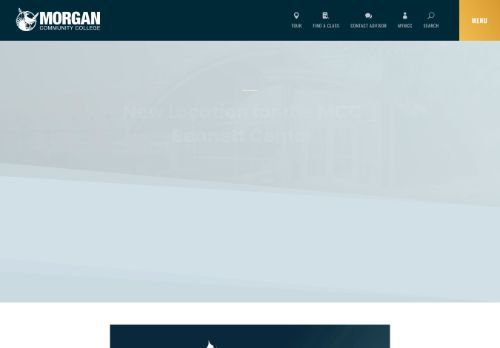 MORGAN
COMMUNITY COLLEGE
TOUR
FIND A CLASS
CONTACT ADVISOR
MYMCC
SEARCH
MENU
New Location for the MCC
Bennett Center